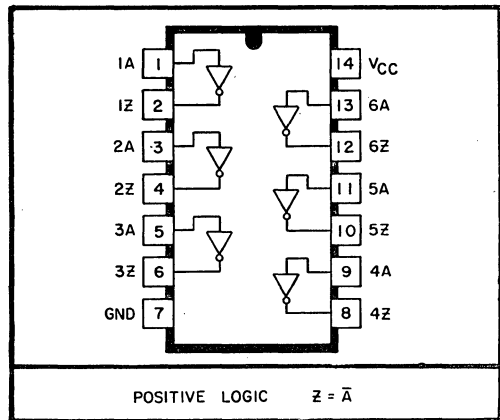 1A 1 14 VCC
1Z 2 13 6A
2A 3 12 6Z
2Z 4 11 5A
3A 5 10 5Z
3Z 6 9 4A
GND 7 8 4Z
POSITIVE LOGIC Z = A̅